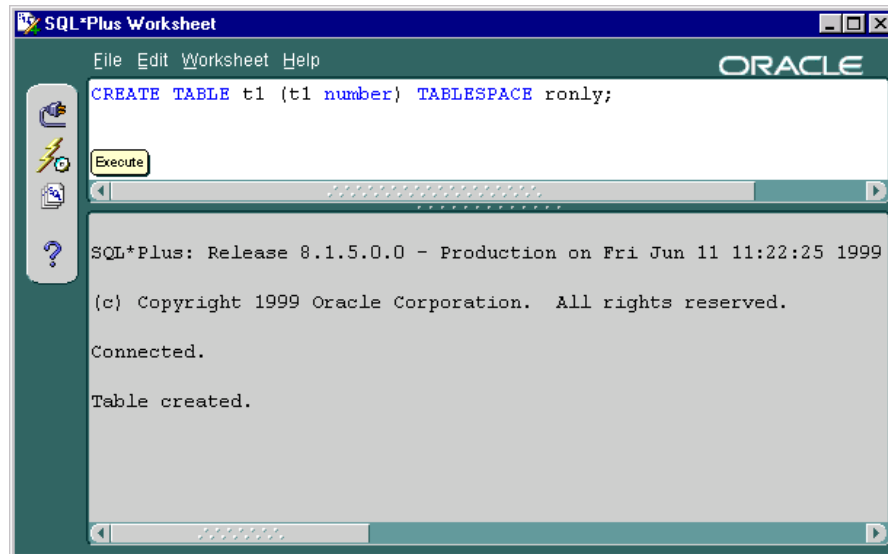 SQL*Plus Worksheet
File Edit Worksheet Help
ORACLE
CREATE TABLE t1 (t1 number) TABLESPACE ronly;
Execute
SQL*Plus: Release 8.1.5.0.0 - Production on Fri Jun 11 11:22:25 1999
(c) Copyright 1999 Oracle Corporation.  All rights reserved.
Connected.
Table created.